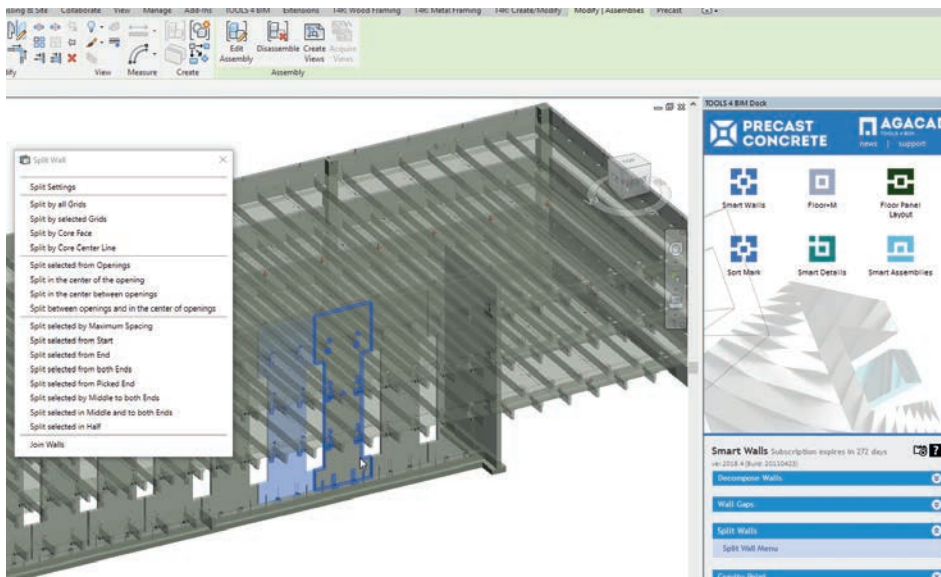 Collaborate View Manage Add-Ins TOOLS 4 BIM Extensions T4R: Wood Framing T4R: Metal Framing T4R: Create/Modify Modify | Assemblies Precast
View Measure Create
Edit
Assembly
Disassemble
Create
Views
Acquire
Views
Assembly
TOOLS 4 BIM Dock
PRECAST
CONCRETE
AGACAD
TOOLS 4 BIM
news | support
Smart Walls
Floor+M
Floor Panel
Layout
Sort Mark
Smart Details
Smart Assemblies
Split Wall
Split Settings
Split by all Grids
Split by selected Grids
Split by Core Face
Split by Core Center Line
Split selected from Openings
Split in the center of the opening
Split in the center between openings
Split between openings and in the center of openings
Split selected by Maximum Spacing
Split selected from Start
Split selected from End
Split selected from both Ends
Split selected from Picked End
Split selected by Middle to both Ends
Split selected in Middle and to both Ends
Split selected in Half
Join Walls
TOP
Smart Walls Subscription expires in 272 days
Decompose Walls
Wall Gaps
Split Walls
Split Wall Menu